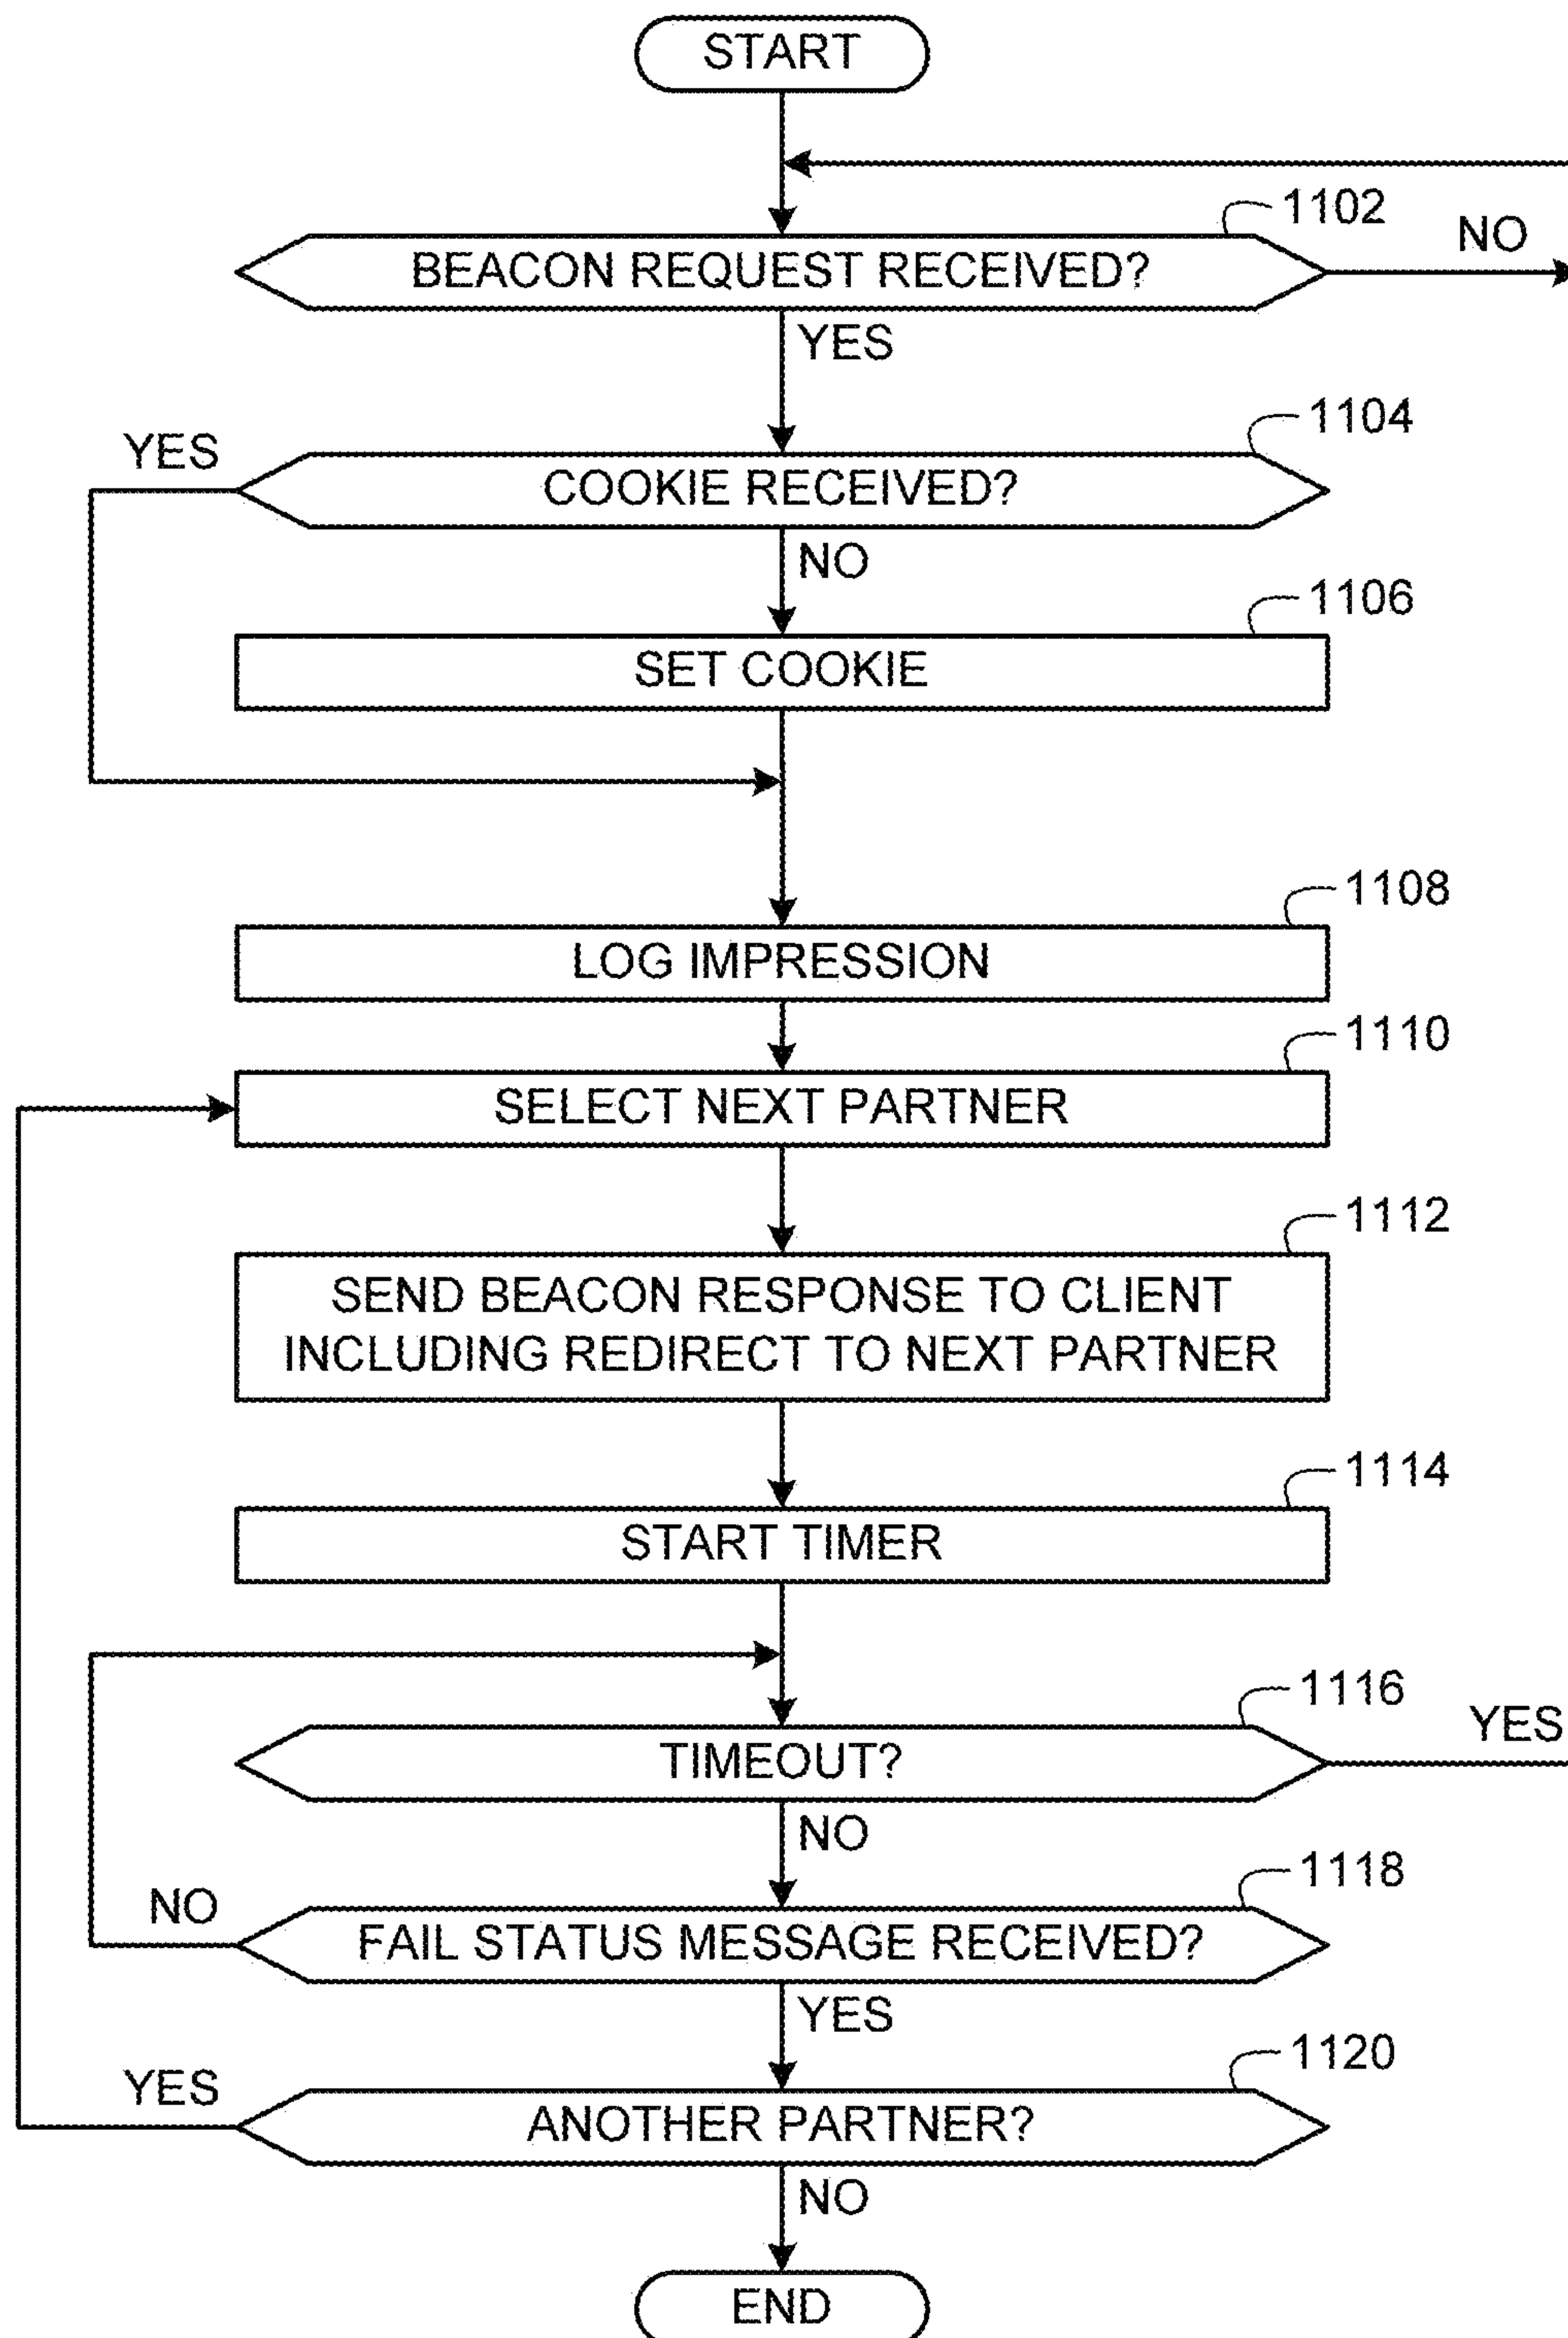 START
1102
NO
BEACON REQUEST RECEIVED?
YES
1104
YES
COOKIE RECEIVED?
NO
1106
SET COOKIE
1108
LOG IMPRESSION
1110
SELECT NEXT PARTNER
1112
SEND BEACON RESPONSE TO CLIENT
INCLUDING REDIRECT TO NEXT PARTNER
1114
START TIMER
1116
YES
TIMEOUT?
NO
1118
NO
FAIL STATUS MESSAGE RECEIVED?
YES
1120
YES
ANOTHER PARTNER?
NO
END